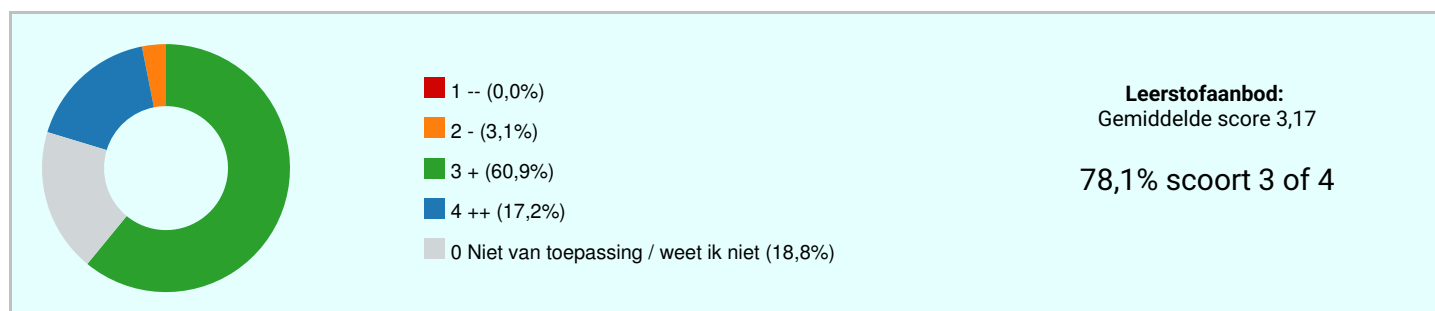 1 -- (0,0%)
2 - (3,1%)
3 + (60,9%)
4 ++ (17,2%)
0 Niet van toepassing / weet ik niet (18,8%)
Leerstofaanbod:
Gemiddelde score 3,17
78,1% scoort 3 of 4